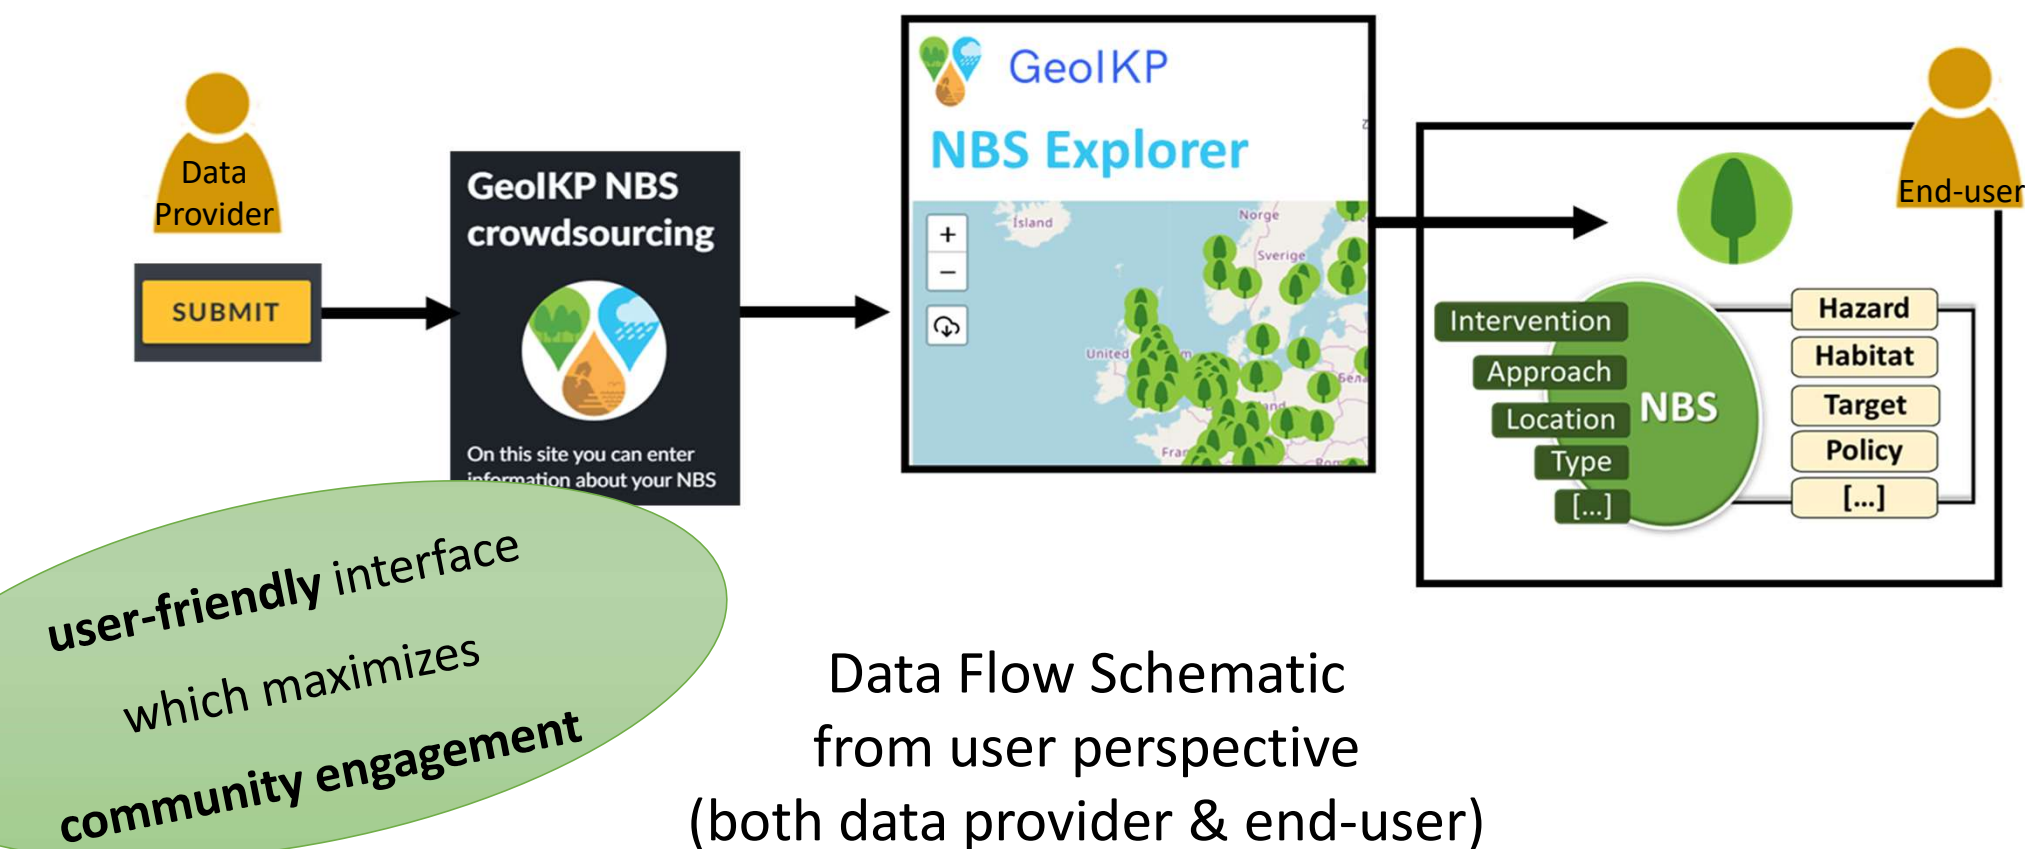 Data
Provider
SUBMIT
GeoIKP NBS
crowdsourcing
On this site you can enter
information about your NBS
GeoIKP
NBS Explorer
+
−
Ísland
Norge
Sverige
United
End-user
Intervention
Approach
Location
Type
[...]
NBS
Hazard
Habitat
Target
Policy
[...]
user-friendly interface
which maximizes
community engagement
Data Flow Schematic
from user perspective
(both data provider & end-user)